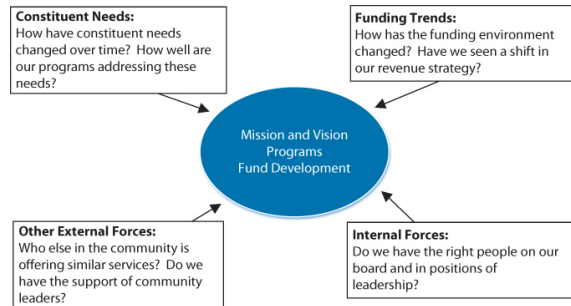 Constituent Needs:
How have constituent needs
changed over time?  How well are
our programs addressing these
needs?
Funding Trends:
How has the funding environment
changed?  Have we seen a shift in
our revenue strategy?
Mission and Vision
Programs
Fund Development
Other External Forces:
Who else in the community is
offering similar services?  Do we
have the support of community
leaders?
Internal Forces:
Do we have the right people on our
board and in positions of
leadership?